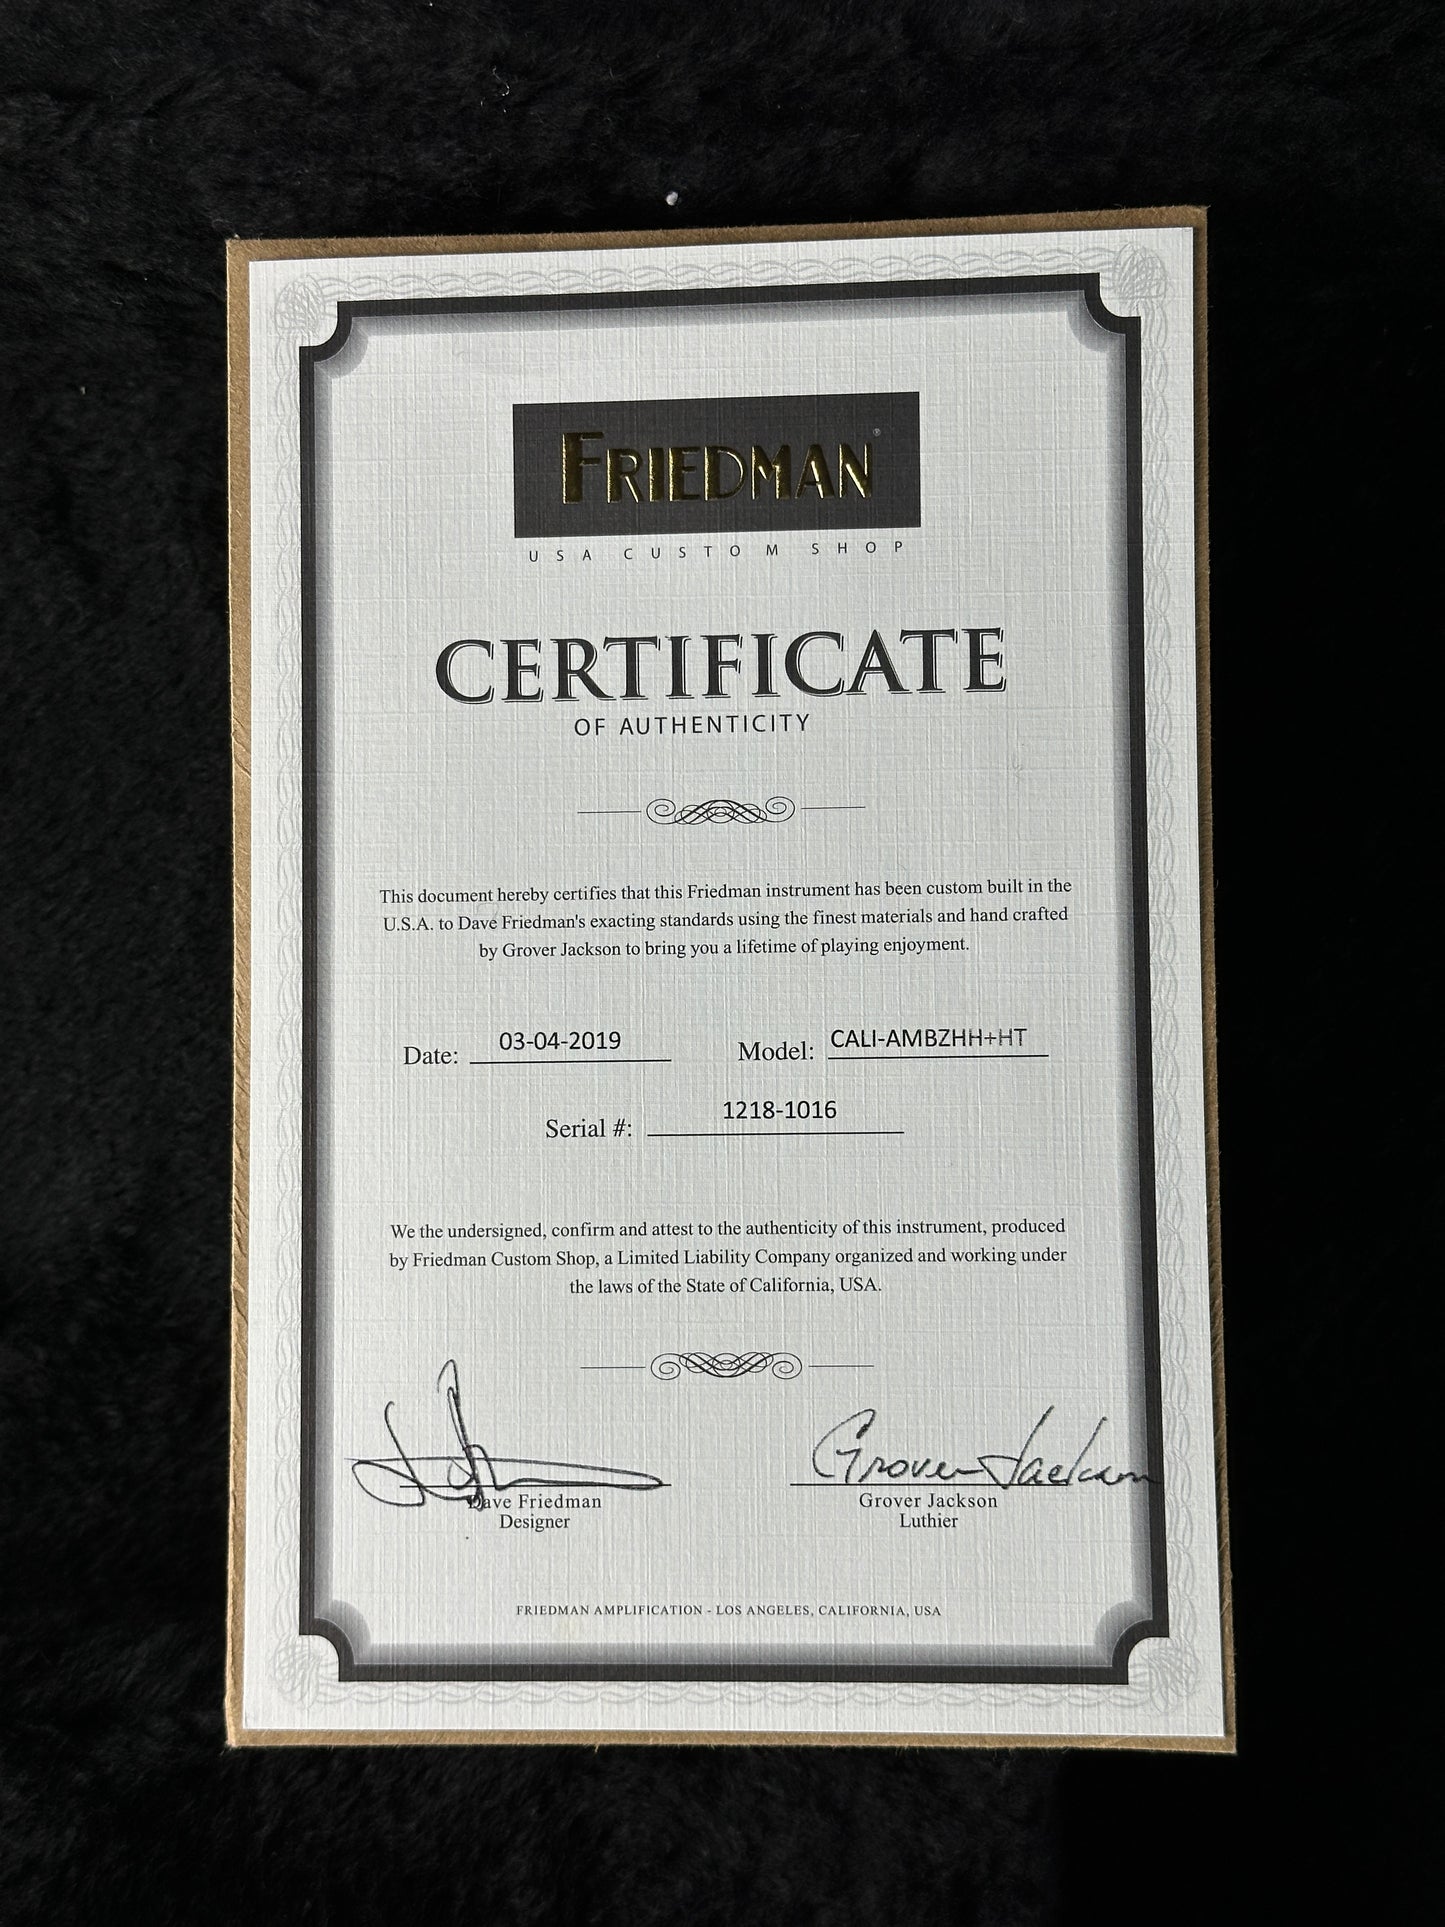 FRIEDMAN®
USA CUSTOM SHOP
CERTIFICATE
OF AUTHENTICITY
This document hereby certifies that this Friedman instrument has been custom built in the
U.S.A. to Dave Friedman's exacting standards using the finest materials and hand crafted
by Grover Jackson to bring you a lifetime of playing enjoyment.
Date: 03-04-2019 Model: CALI-AMBZHH+HT
Serial #: 1218-1016
We the undersigned, confirm and attest to the authenticity of this instrument, produced
by Friedman Custom Shop, a Limited Liability Company organized and working under
the laws of the State of California, USA.
Grover Jackson
Dave Friedman Grover Jackson
Designer Luthier
FRIEDMAN AMPLIFICATION - LOS ANGELES, CALIFORNIA, USA